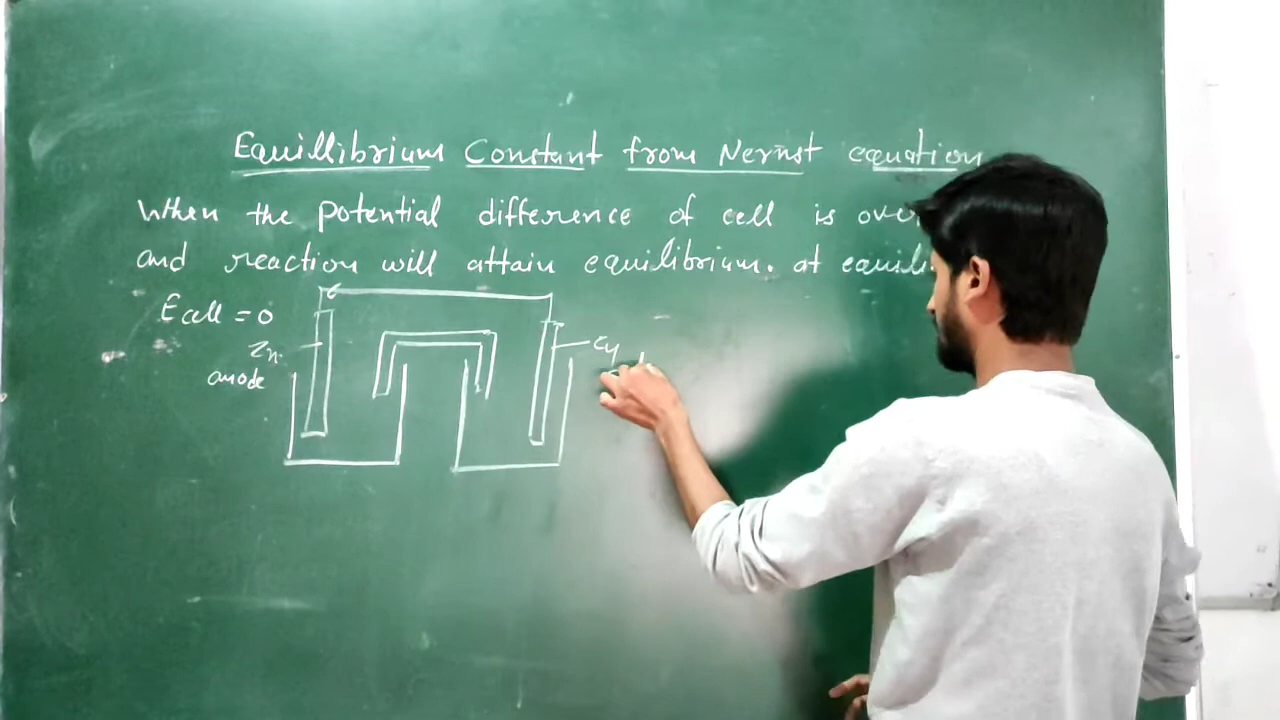 Equillibrium Constant from Nernst equation
When the potential difference of cell is
and reaction will attain equilibrium. at
Ecall = 0
Zn
anode
Cu